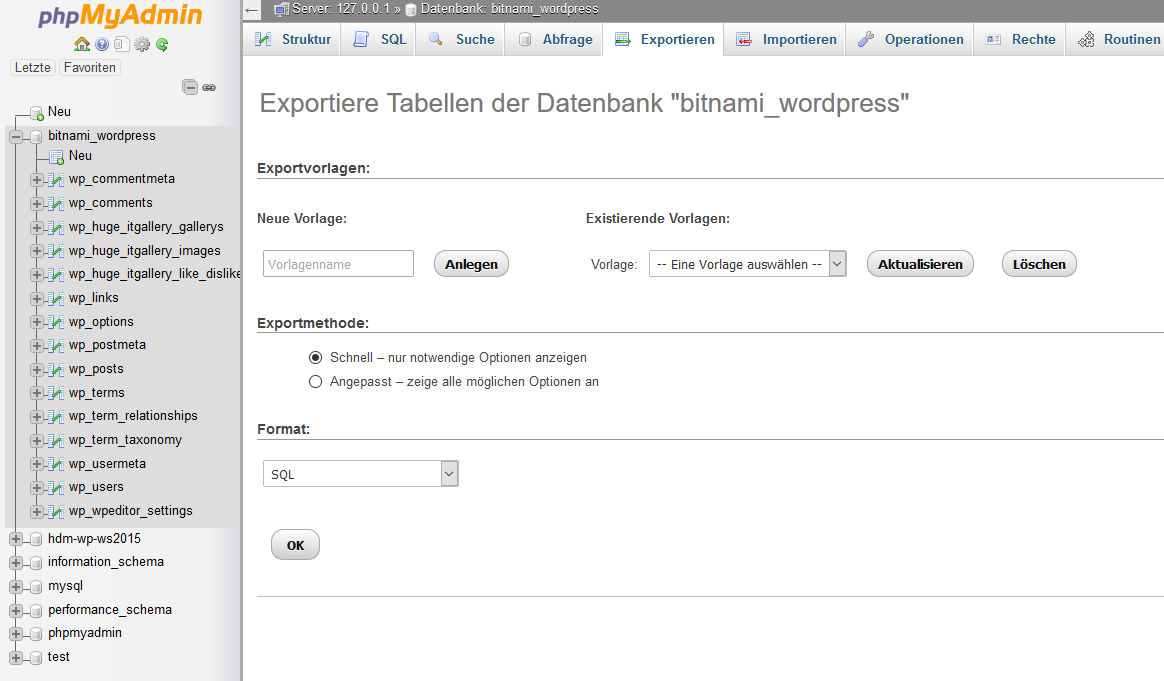 phpMyAdmin
Letzte Favoriten
Neu
bitnami_wordpress
Neu
wp_commentmeta
wp_comments
wp_huge_itgallery_gallerys
wp_huge_itgallery_images
wp_huge_itgallery_like_dislike
wp_links
wp_options
wp_postmeta
wp_posts
wp_terms
wp_term_relationships
wp_term_taxonomy
wp_usermeta
wp_users
wp_wpeditor_settings
hdm-wp-ws2015
information_schema
mysql
performance_schema
phpmyadmin
test
Server: 127.0.0.1 » Datenbank: bitnami_wordpress
Struktur SQL Suche Abfrage Exportieren Importieren Operationen Rechte Routinen
Exportiere Tabellen der Datenbank "bitnami_wordpress"
Exportvorlagen:
Neue Vorlage: Existierende Vorlagen:
Vorlagenname Anlegen Vorlage: -- Eine Vorlage auswählen -- Aktualisieren Löschen
Exportmethode:
Schnell – nur notwendige Optionen anzeigen
Angepasst – zeige alle möglichen Optionen an
Format:
SQL
OK